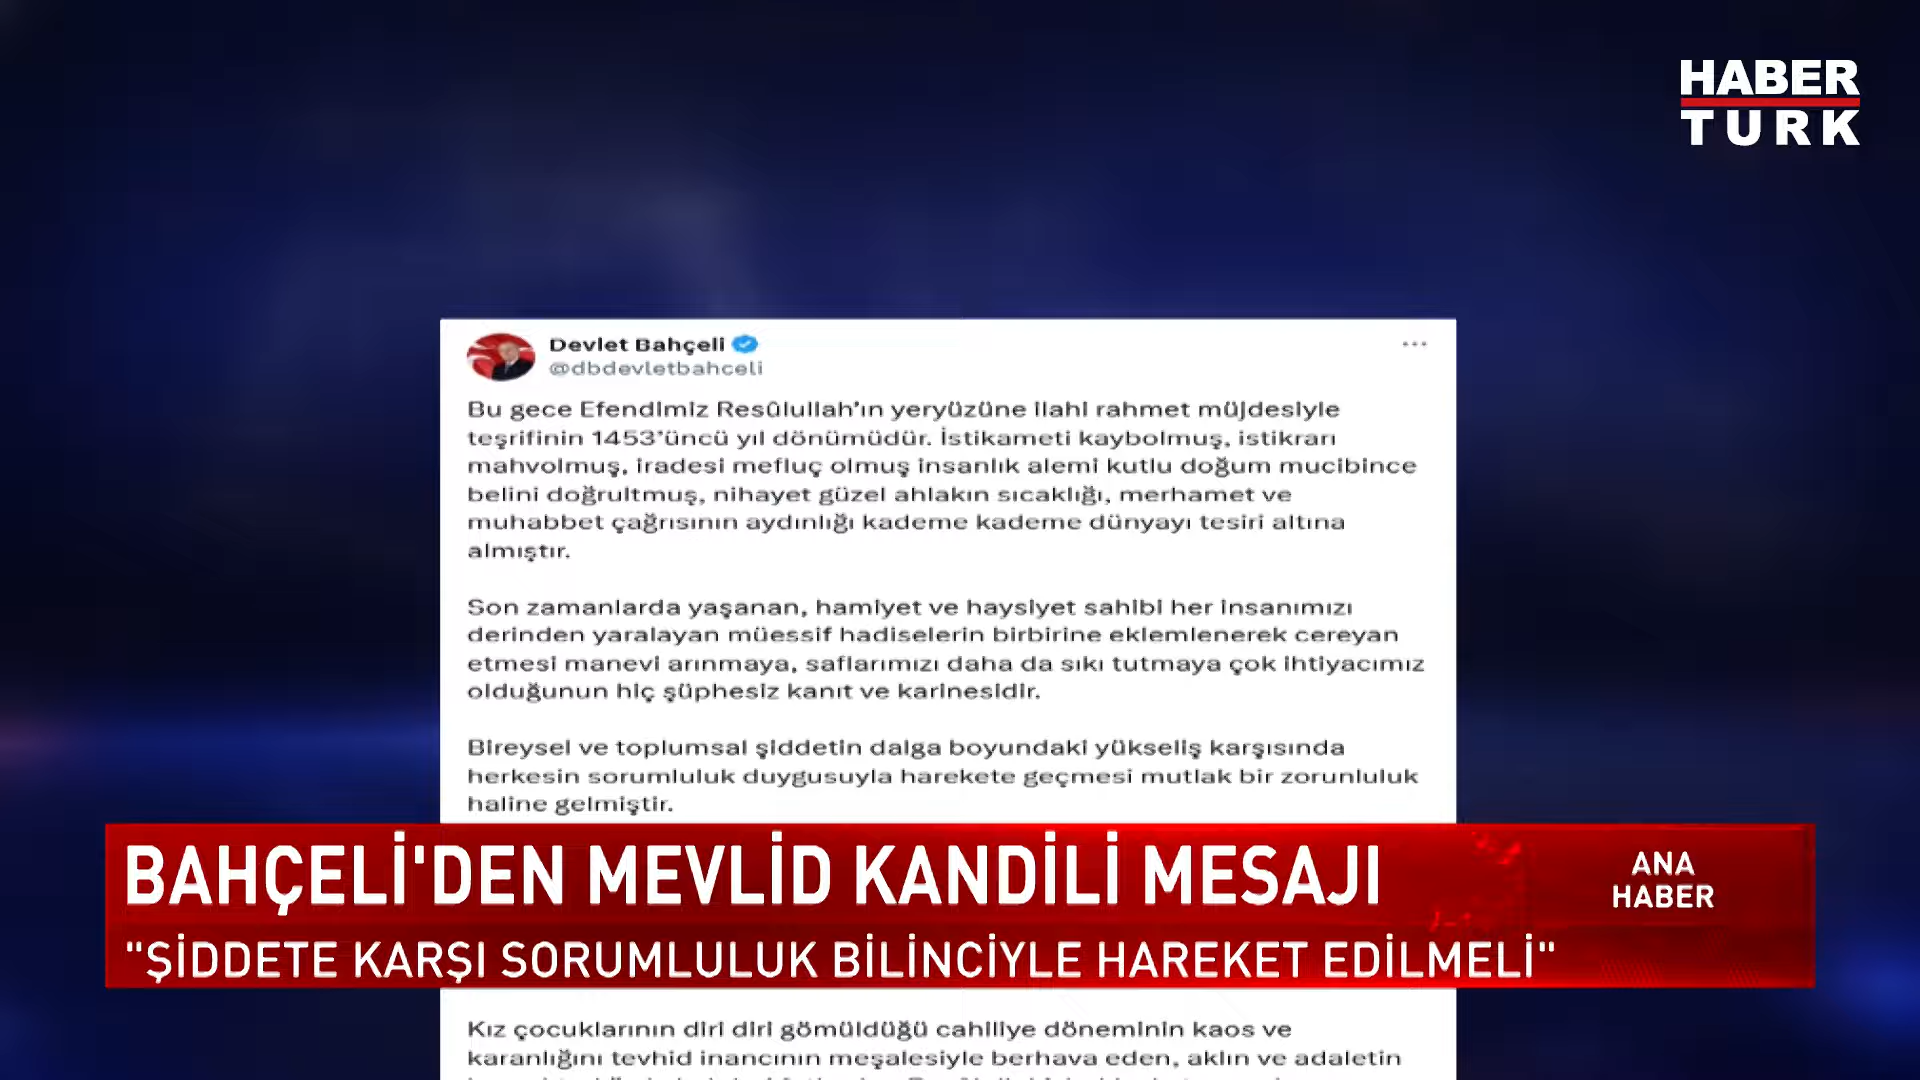 HABER
TURK
Devlet Bahçeli
@dbdevletbahceli
Bu gece Efendimiz Resûlullah'ın yeryüzüne ilahi rahmet müjdesiyle
teşrifinin 1453'üncü yıl dönümüdür. İstikameti kaybolmuş, istikrarı
mahvolmuş, iradesi mefluç olmuş insanlık alemi kutlu doğum mucibince
belini doğrultmuş, nihayet güzel ahlakın sıcaklığı, merhamet ve
muhabbet çağrısının aydınlığı kademe kademe dünyayı tesiri altına
almıştır.
Son zamanlarda yaşanan, hamiyet ve haysiyet sahibi her insanımızı
derinden yaralayan müessif hadiselerin birbirine eklemlenerek cereyan
etmesi manevi arınmaya, saflarımızı daha da sıkı tutmaya çok ihtiyacımız
olduğunun hiç şüphesiz kanıt ve karinesidir.
Bireysel ve toplumsal şiddetin dalga boyundaki yükseliş karşısında
herkesin sorumluluk duygusuyla harekete geçmesi mutlak bir zorunluluk
haline gelmiştir.
BAHÇELİ'DEN MEVLİD KANDİLİ MESAJI
ANA
HABER
"ŞİDDETE KARŞI SORUMLULUK BİLİNCİYLE HAREKET EDİLMELİ"
Kız çocuklarının diri diri gömüldüğü cahiliye döneminin kaos ve
karanlığını tevhid inancının meşalesiyle berhava eden, aklın ve adaletin